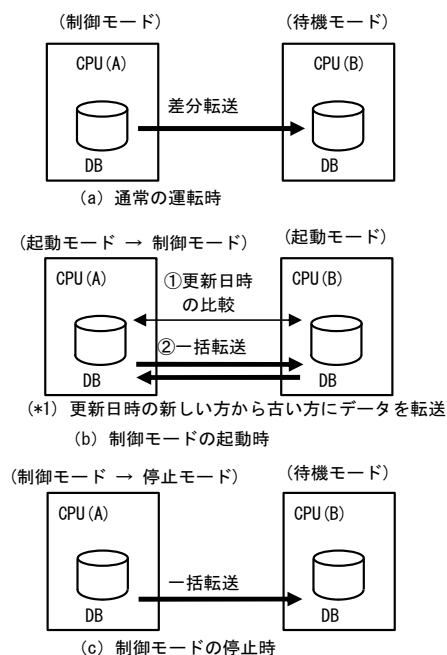 (制御モード) (待機モード)
CPU(A) CPU(B)
差分転送
DB DB
(a) 通常の運転時
(起動モード → 制御モード) (起動モード)
CPU(A) CPU(B)
①更新日時
の比較
②一括転送
DB DB
(*1) 更新日時の新しい方から古い方にデータを転送
(b) 制御モードの起動時
(制御モード → 停止モード) (待機モード)
CPU(A) CPU(B)
一括転送
DB DB
(c) 制御モードの停止時